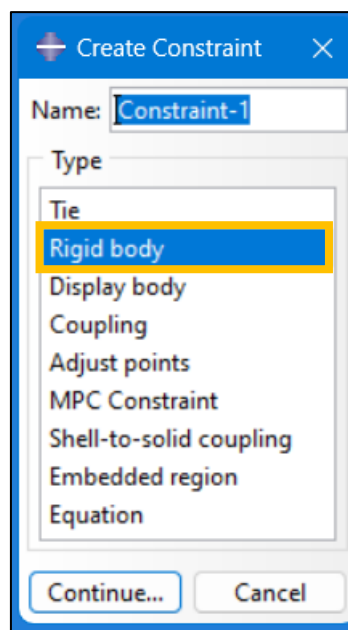 Create Constraint
Name: Constraint-1
Type
Tie
Rigid body
Display body
Coupling
Adjust points
MPC Constraint
Shell-to-solid coupling
Embedded region
Equation
Continue... Cancel